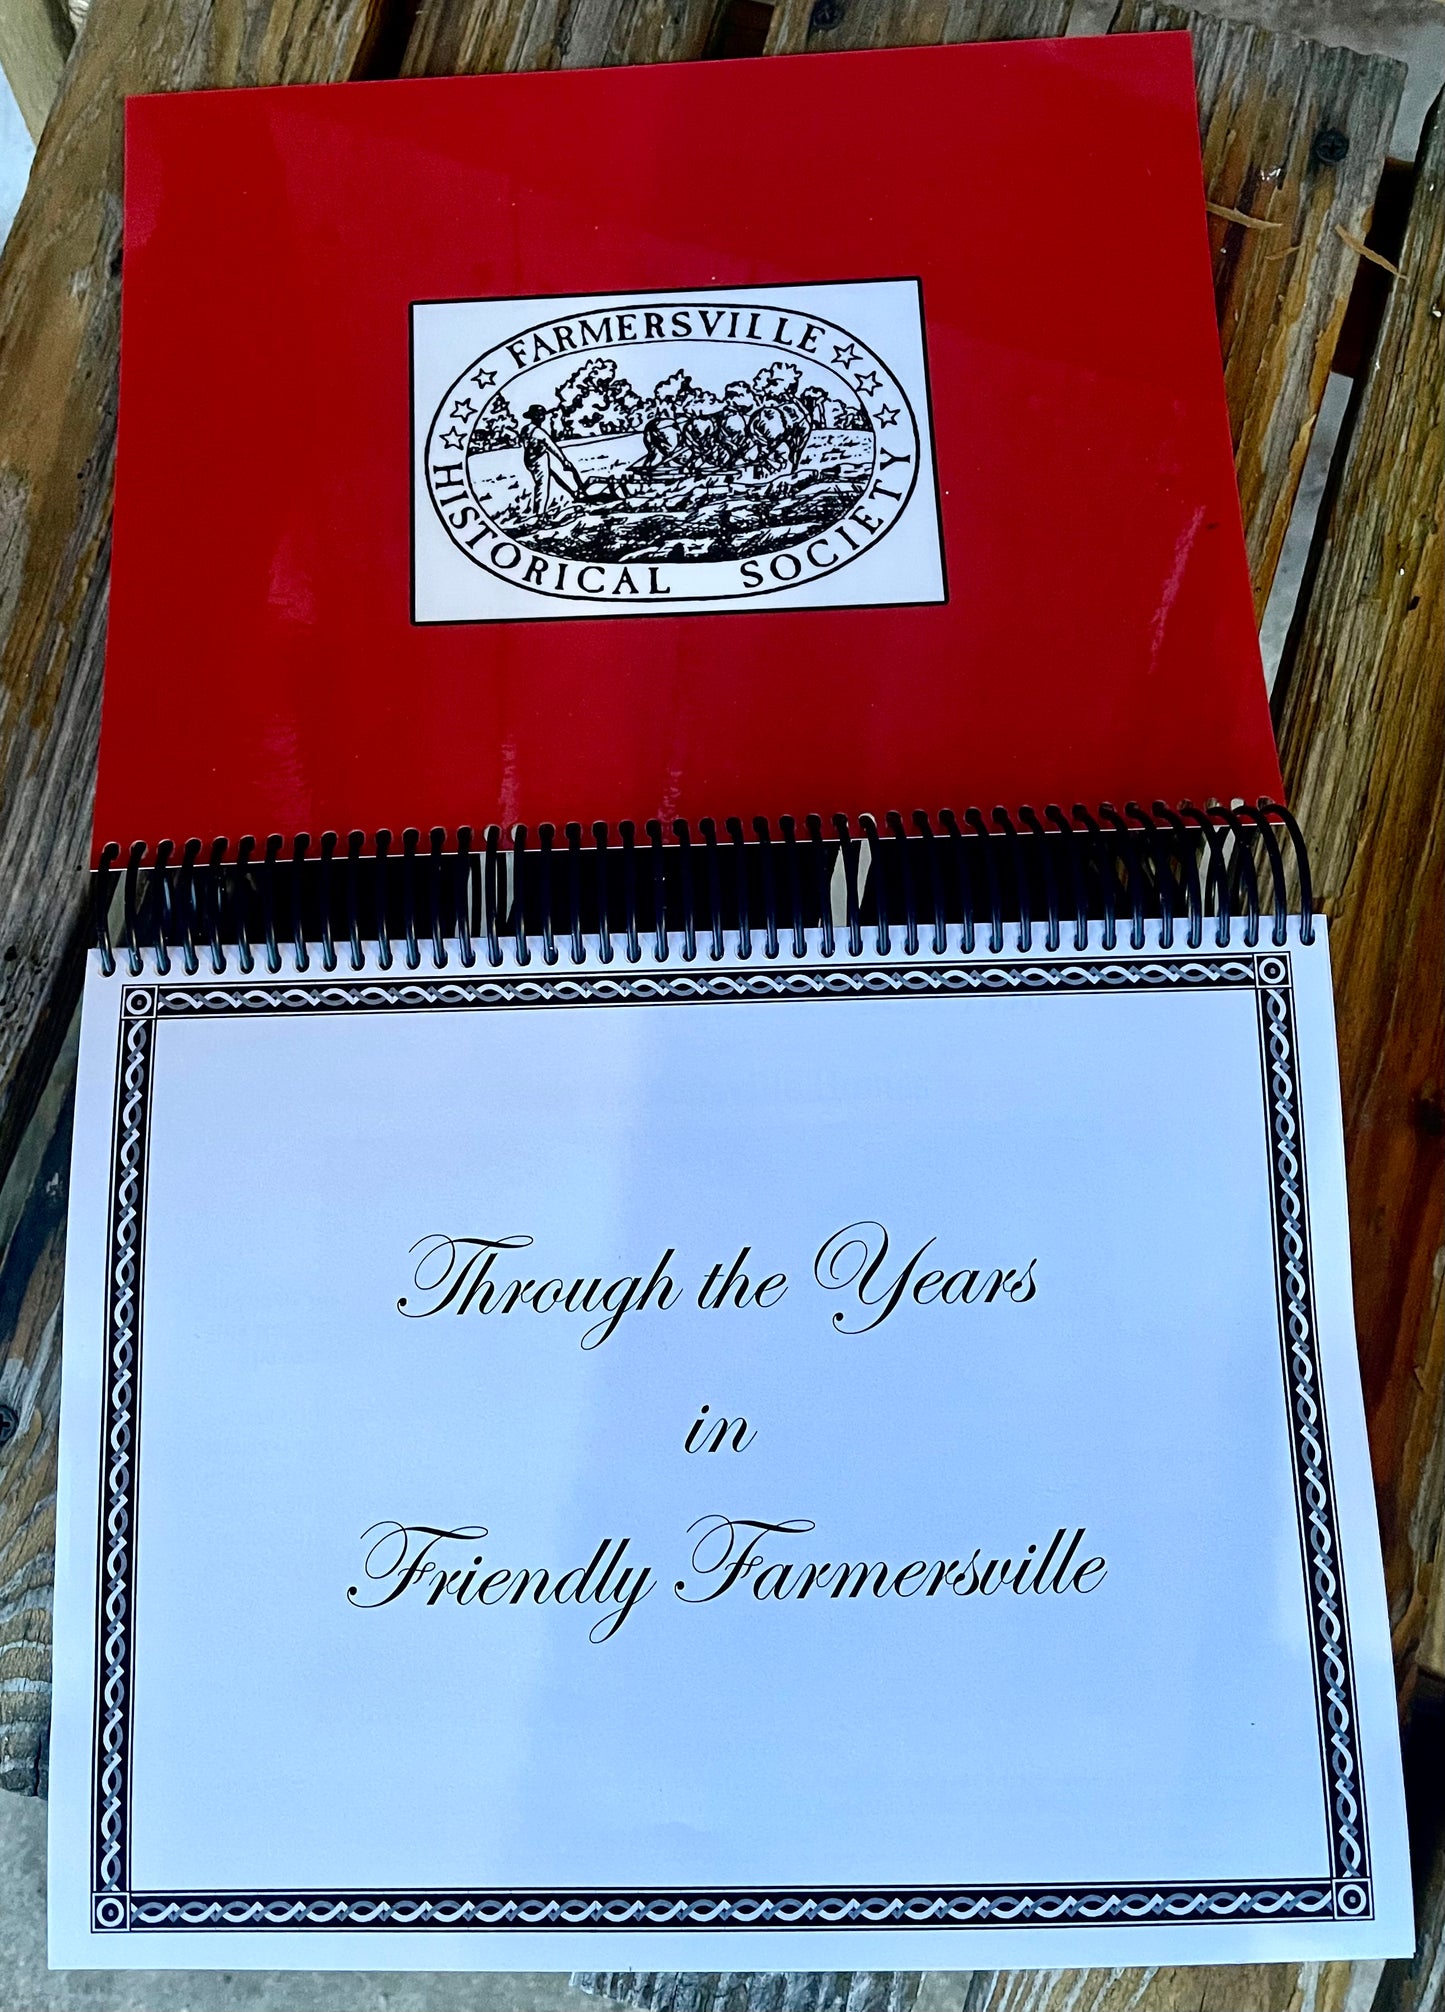 FARMERSVILLE
HISTORICAL SOCIETY
Through the Years
in
Friendly Farmersville